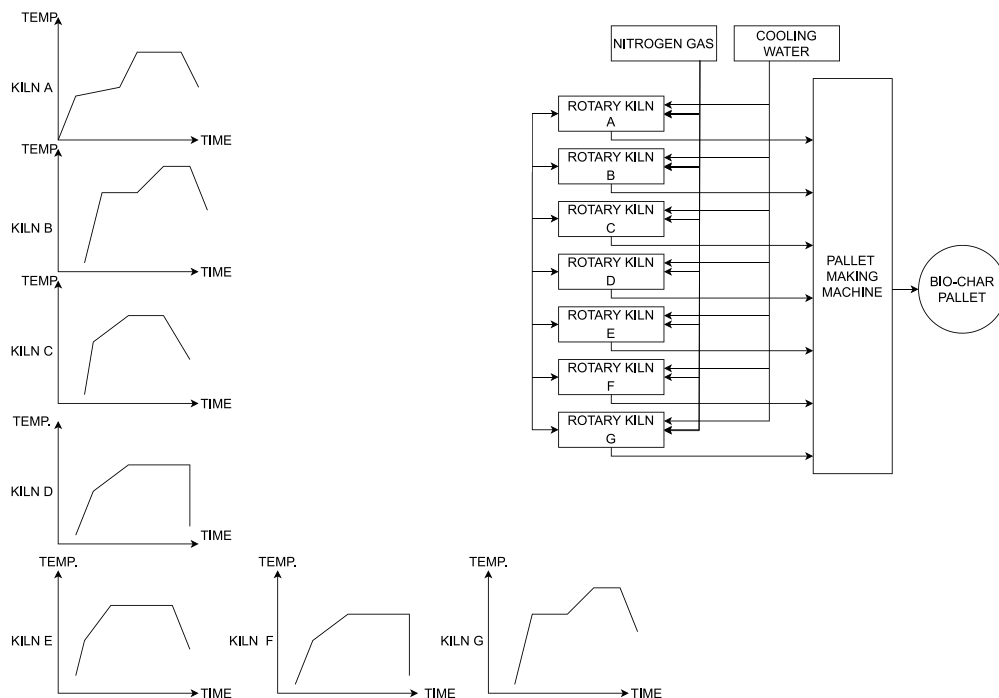 TEMP.
KILN A
TIME
TEMP.
KILN B
TIME
TEMP.
KILN C
TIME
TEMP.
KILN D
TIME
TEMP.
KILN E
TIME
TEMP.
KILN F
TIME
TEMP.
KILN G
TIME
NITROGEN GAS
COOLING
WATER
ROTARY KILN
A
ROTARY KILN
B
ROTARY KILN
C
ROTARY KILN
D
ROTARY KILN
E
ROTARY KILN
F
ROTARY KILN
G
PALLET
MAKING
MACHINE
BIO-CHAR
PALLET